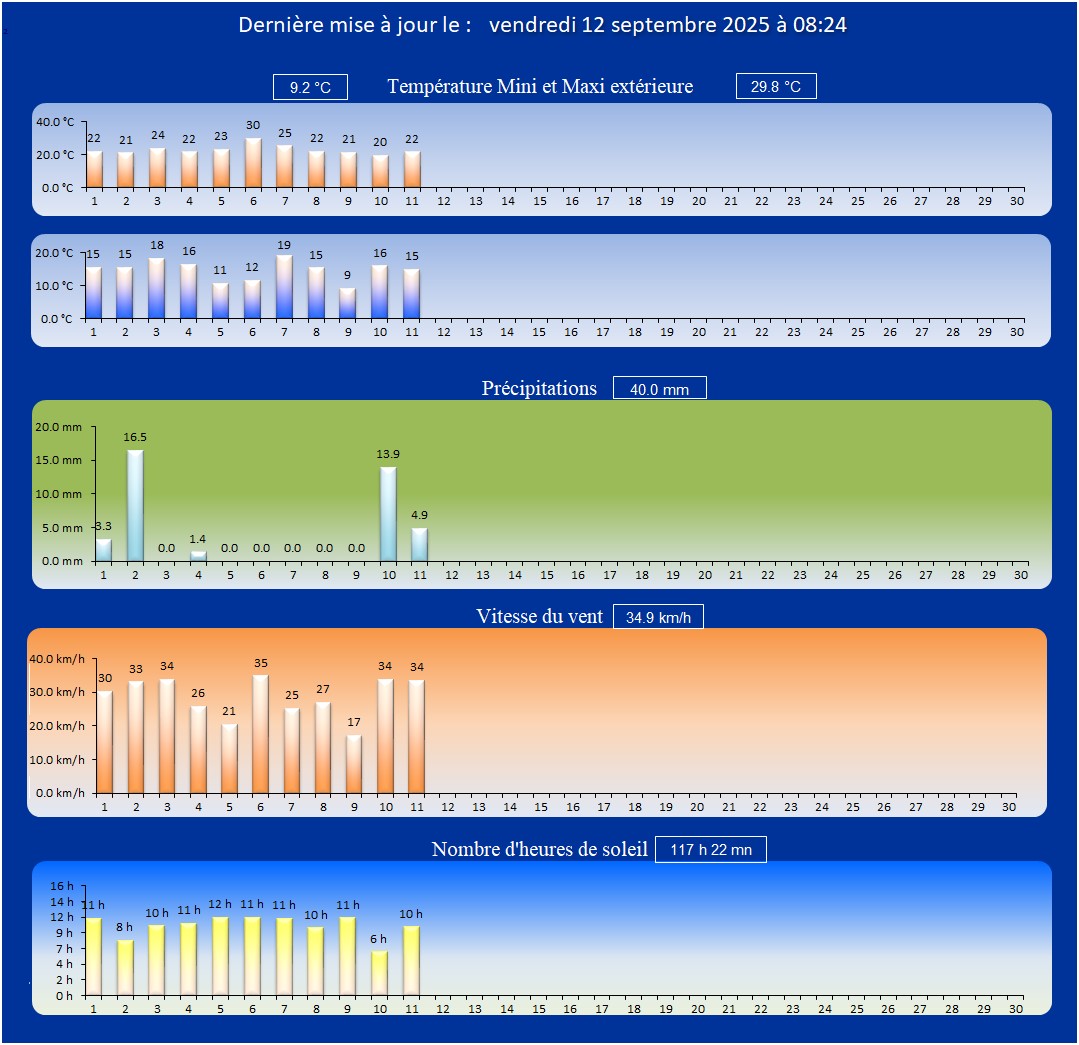 Dernière mise à jour le : vendredi 12 septembre 2025 à 08:24
9.2 °C Température Mini et Maxi extérieure 29.8 °C
40.0 °C
20.0 °C
0.0 °C
22 21 24 22 23 30 25 22 21 20 22
1 2 3 4 5 6 7 8 9 10 11 12 13 14 15 16 17 18 19 20 21 22 23 24 25 26 27 28 29 30
20.0 °C
10.0 °C
0.0 °C
15 15 18 16 11 12 19 15 9 16 15
1 2 3 4 5 6 7 8 9 10 11 12 13 14 15 16 17 18 19 20 21 22 23 24 25 26 27 28 29 30
Précipitations 40.0 mm
20.0 mm
15.0 mm
10.0 mm
5.0 mm
0.0 mm
3.3 16.5 0.0 1.4 0.0 0.0 0.0 0.0 0.0 13.9 4.9
1 2 3 4 5 6 7 8 9 10 11 12 13 14 15 16 17 18 19 20 21 22 23 24 25 26 27 28 29 30
Vitesse du vent 34.9 km/h
40.0 km/h
30.0 km/h
20.0 km/h
10.0 km/h
0.0 km/h
30 33 34 26 21 35 25 27 17 34 34
1 2 3 4 5 6 7 8 9 10 11 12 13 14 15 16 17 18 19 20 21 22 23 24 25 26 27 28 29 30
Nombre d'heures de soleil 117 h 22 mn
16 h
14 h
12 h
9 h
7 h
4 h
2 h
0 h
11 h 8 h 10 h 11 h 12 h 11 h 11 h 10 h 11 h 6 h 10 h
1 2 3 4 5 6 7 8 9 10 11 12 13 14 15 16 17 18 19 20 21 22 23 24 25 26 27 28 29 30